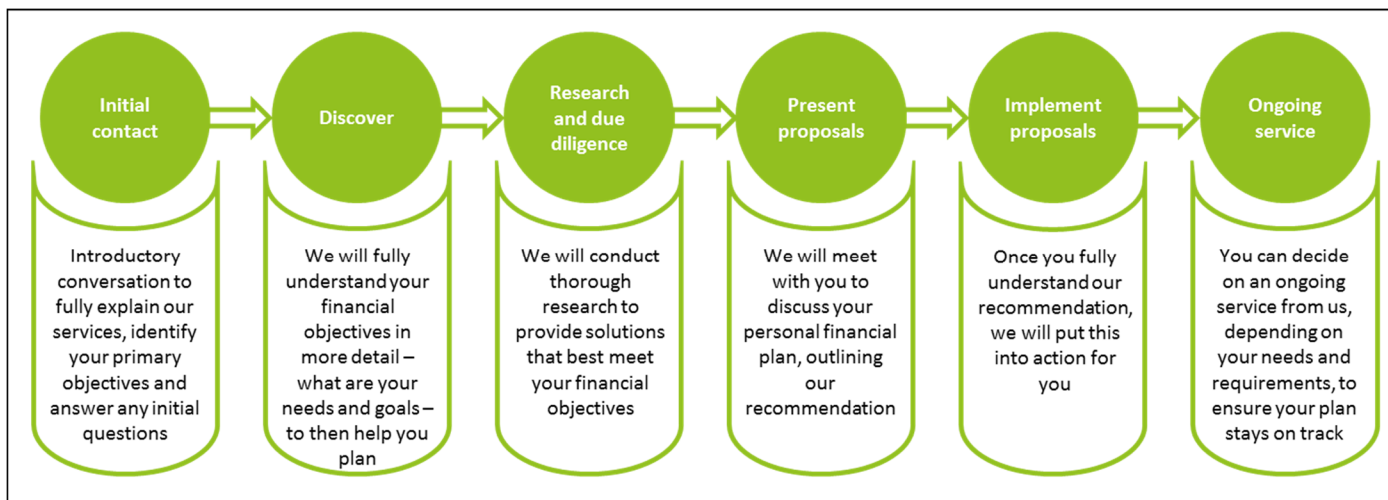 Initial
contact
Discover
Research
and due
diligence
Present
proposals
Implement
proposals
Ongoing
service
Introductory
conversation to
fully explain our
services, identify
your primary
objectives and
answer any initial
questions
We will fully
understand your
financial
objectives in
more detail –
what are your
needs and goals –
to then help you
plan
We will conduct
thorough
research to
provide solutions
that best meet
your financial
objectives
We will meet
with you to
discuss your
personal financial
plan, outlining
our
recommendation
Once you fully
understand our
recommendation,
we will put this
into action for
you
You can decide
on an ongoing
service from us,
depending on
your needs and
requirements, to
ensure your plan
stays on track